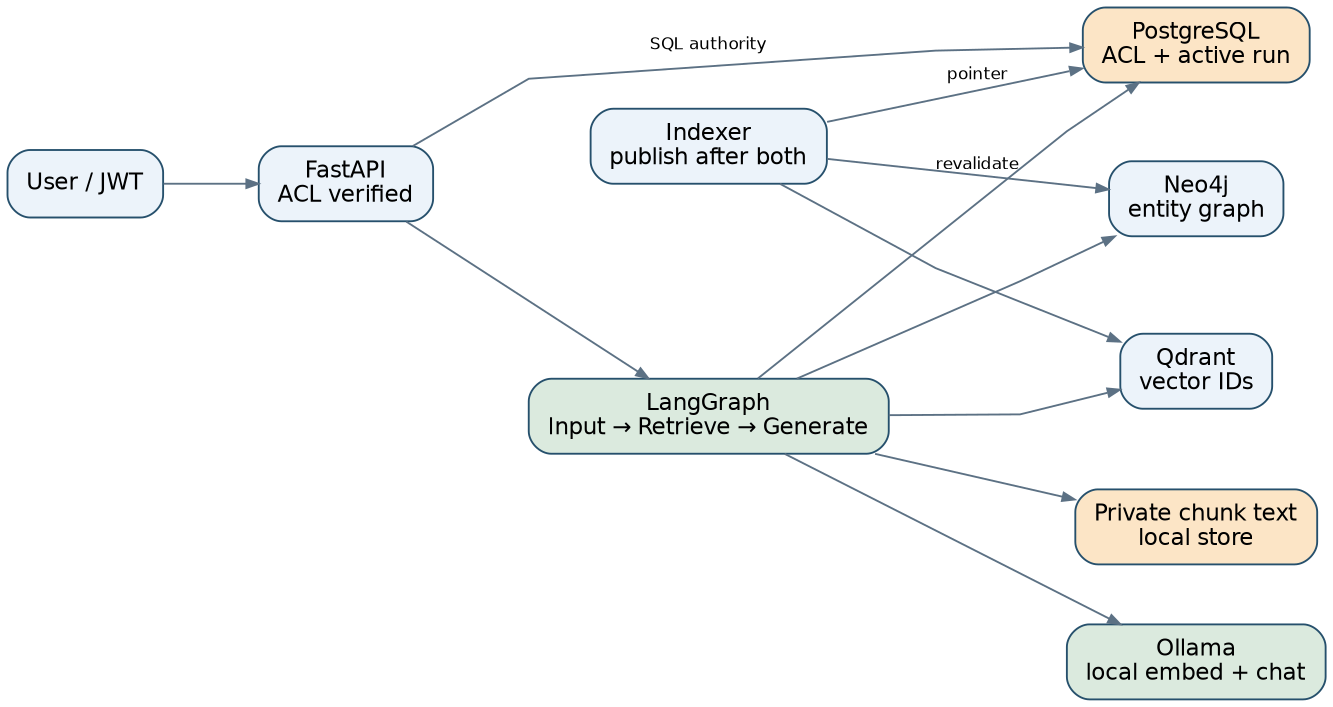 PostgreSQL
ACL + active run
SQL authority
pointer
Indexer
publish after both
User / JWT
FastAPI
ACL verified
revalidate
Neo4j
entity graph
Qdrant
vector IDs
LangGraph
Input → Retrieve → Generate
Private chunk text
local store
Ollama
local embed + chat